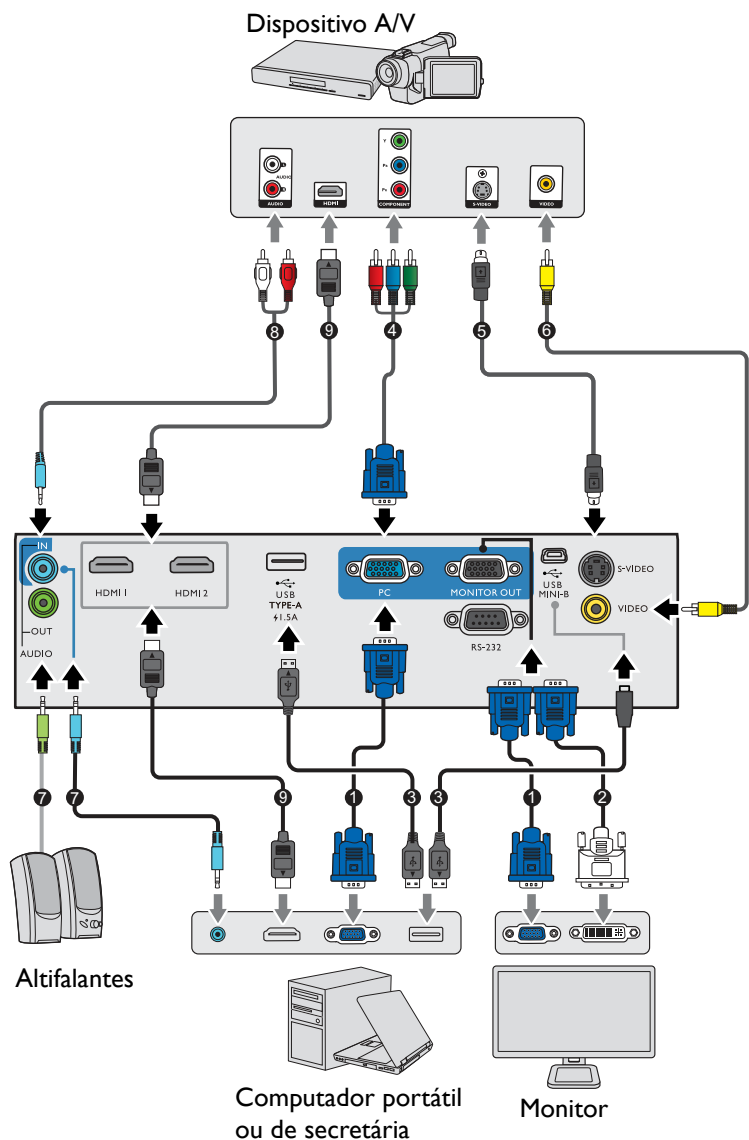 Dispositivo A/V
AUDIO
AUDIO
HDMI
Y
PB
PR
COMPONENT
S-VIDEO
VIDEO
8
9
4
5
6
IN
OUT
AUDIO
HDMI 1
HDMI 2
USB
TYPE-A
1.5A
PC
MONITOR OUT
RS-232
USB
MINI-B
S-VIDEO
VIDEO
7
7
9
1
3
3
1
2
Altifalantes
Computador portátil
ou de secretária
Monitor